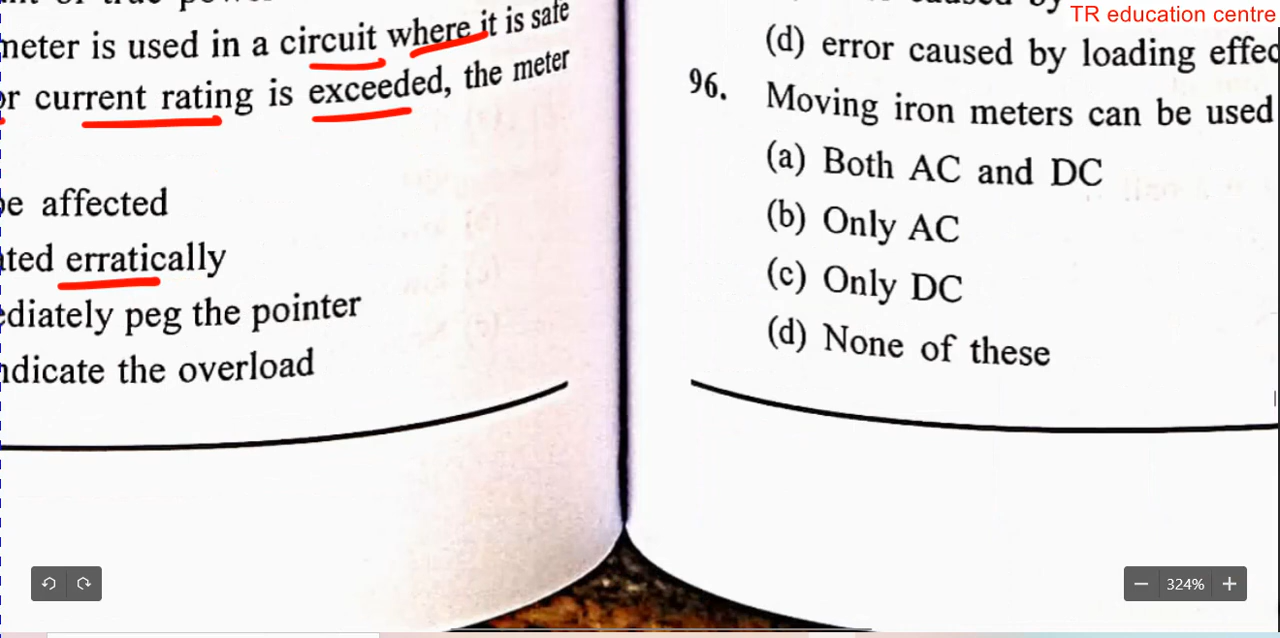 TR education centre
meter is used in a circuit where it is safe
or current rating is exceeded, the meter
be affected
erratically
peg the pointer
the overload
(d) error caused by loading
96. Moving iron meters can be used
(a) Both AC and DC
(b) Only AC
(c) Only DC
(d) None of these
324%